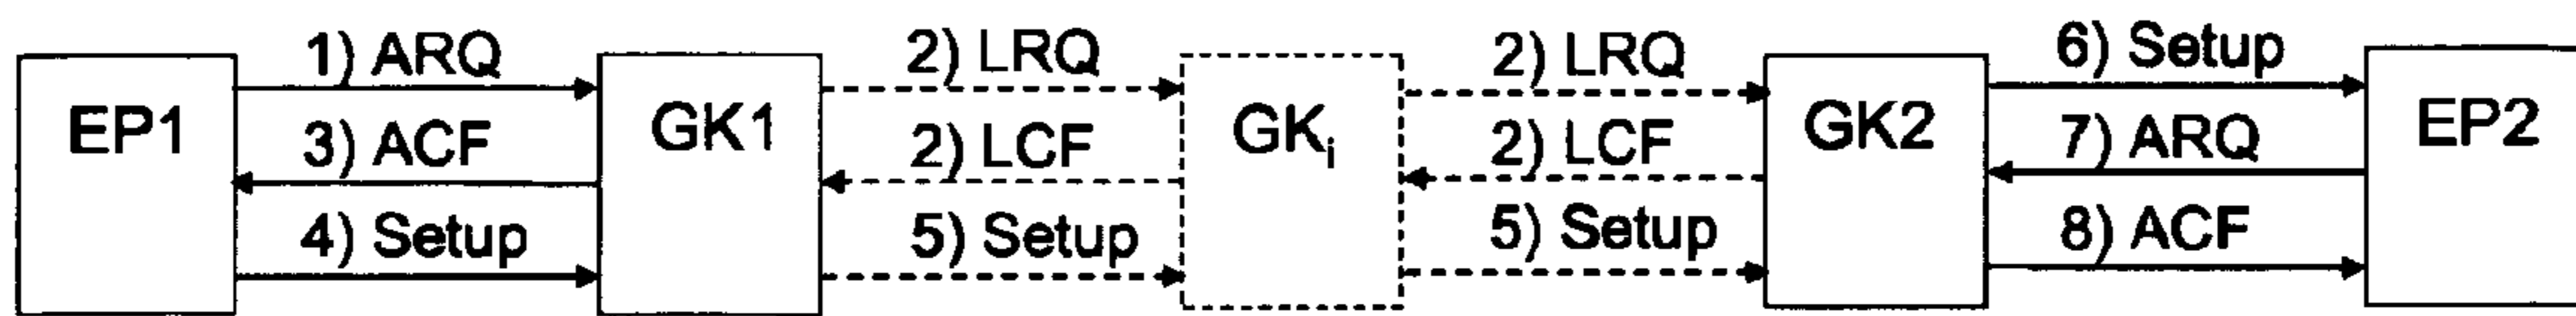 EP1
1) ARQ
3) ACF
4) Setup
GK1
2) LRQ
2) LCF
5) Setup
GKi
2) LRQ
2) LCF
5) Setup
GK2
6) Setup
7) ARQ
8) ACF
EP2